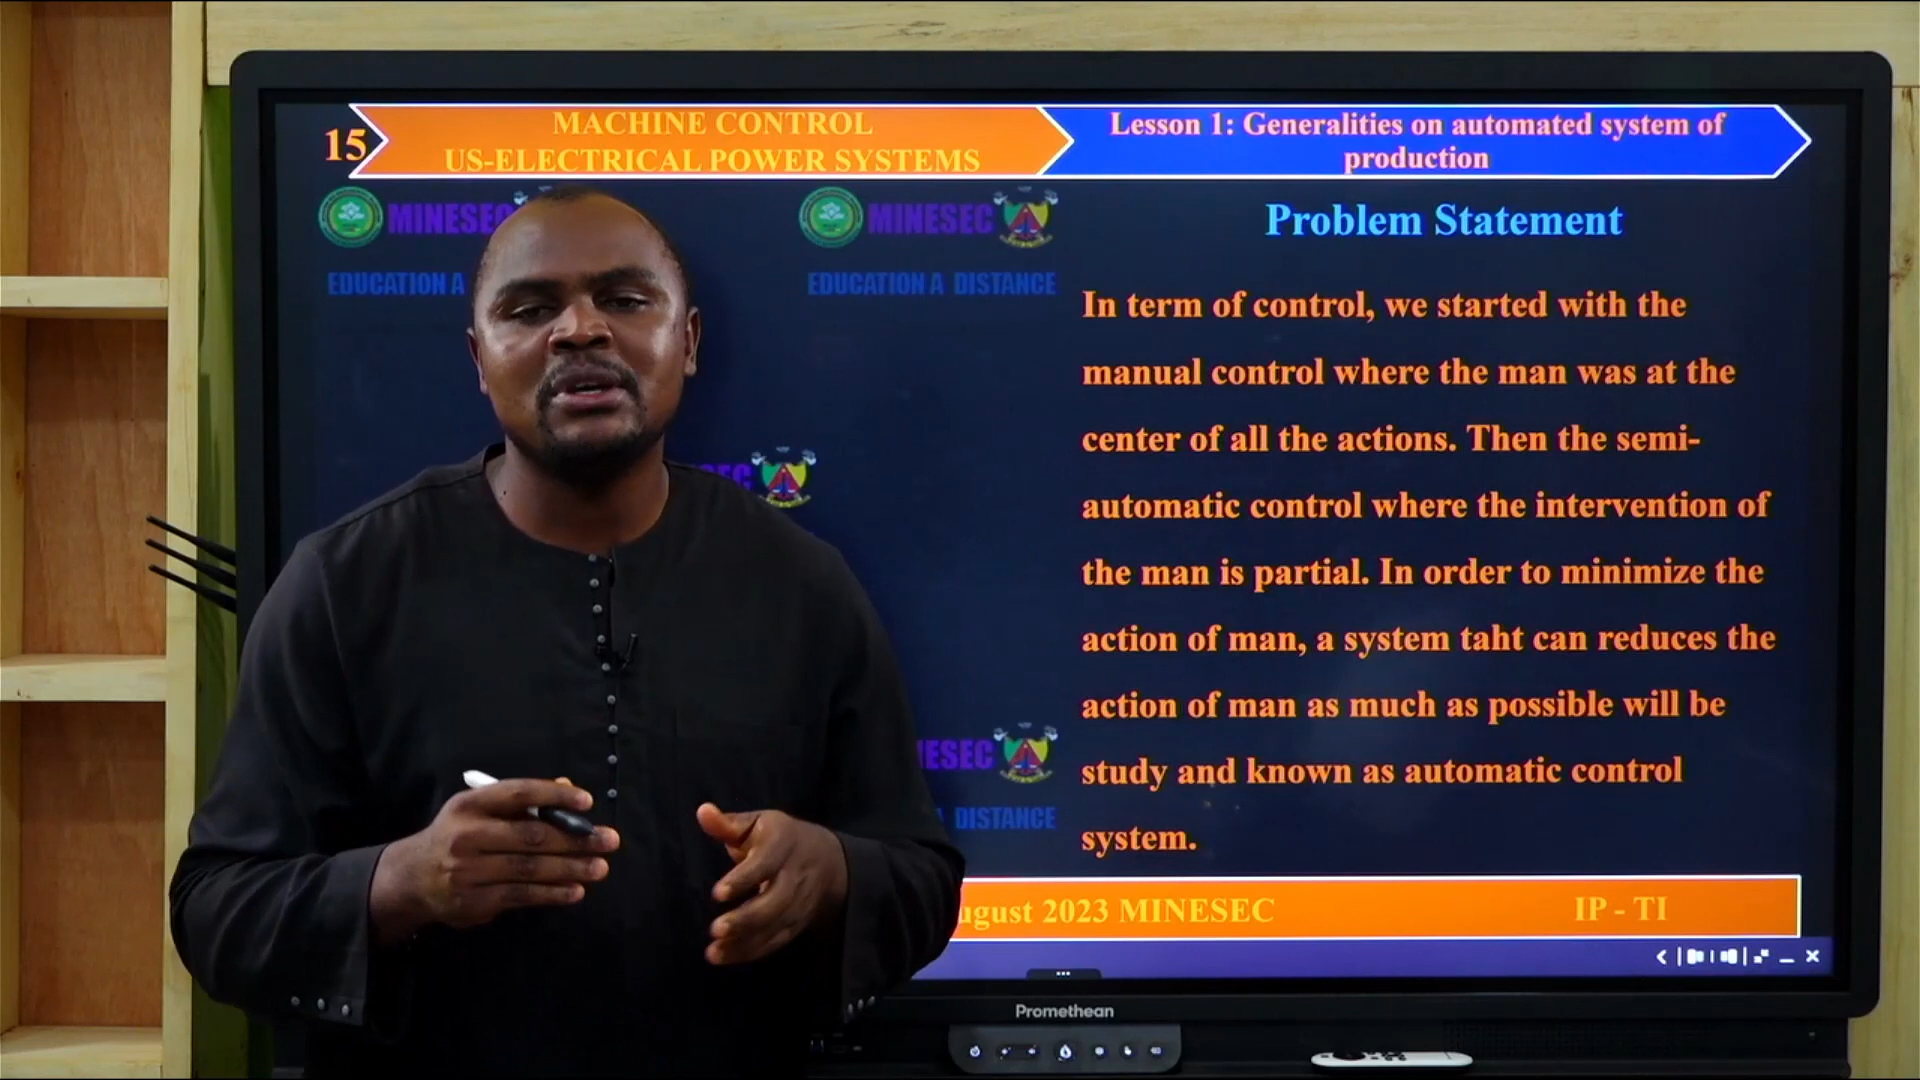 15
MACHINE CONTROL
US-ELECTRICAL POWER SYSTEMS
Lesson 1: Generalities on automated system of
production
MINESEC
MINESEC
EDUCATION A
EDUCATION A DISTANCE
Problem Statement
In term of control, we started with the
manual control where the man was at the
center of all the actions. Then the semi-
automatic control where the intervention of
the man is partial. In order to minimize the
action of man, a system taht can reduces the
action of man as much as possible will be
study and known as automatic control
system.
SEC
NESEC
DISTANCE
ugust 2023 MINESEC
IP - TI
Promethean